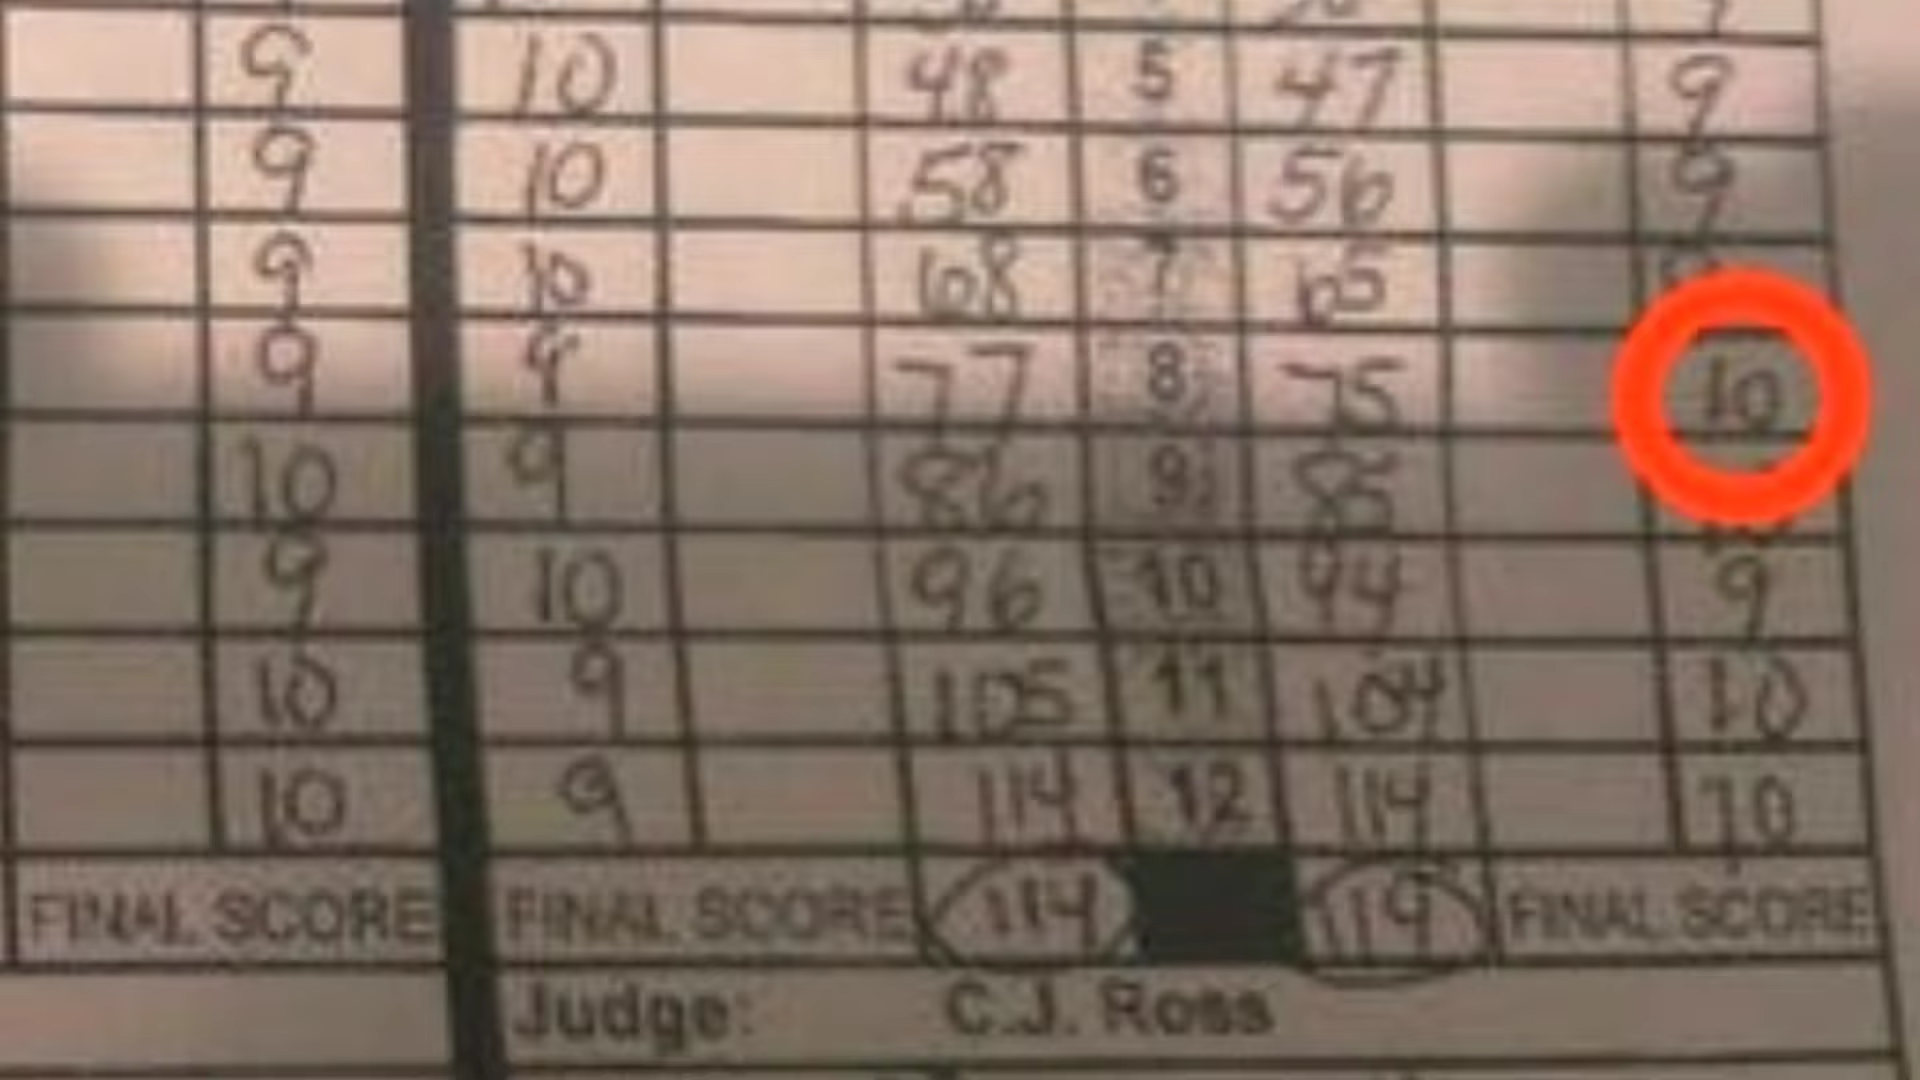 9 10 48 5 47 9
9 10 58 6 56 9
9 10 68 7 65
9 9 77 8 75 10
10 9 86 9 85
9 10 96 10 94 9
10 9 105 11 104 10
10 9 114 12 114 10
FINAL SCORE FINAL SCORE 114 114 FINAL SCORE
Judge: C.J. Ross